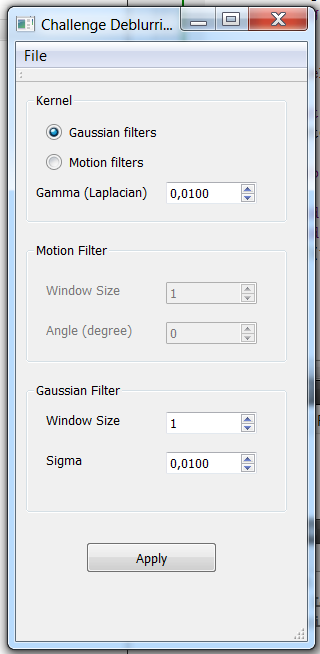 Challenge Deblurri...
File
Kernel
Gaussian filters
Motion filters
Gamma (Laplacian) 0,0100
Motion Filter
Window Size 1
Angle (degree) 0
Gaussian Filter
Window Size 1
Sigma 0,0100
Apply